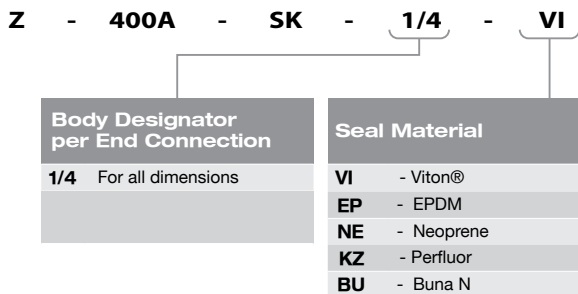 Z - 400A - SK - 1/4 - VI
Body Designator
per End Connection
1/4 For all dimensions
Seal Material
VI - Viton®
EP - EPDM
NE - Neoprene
KZ - Perfluor
BU - Buna N